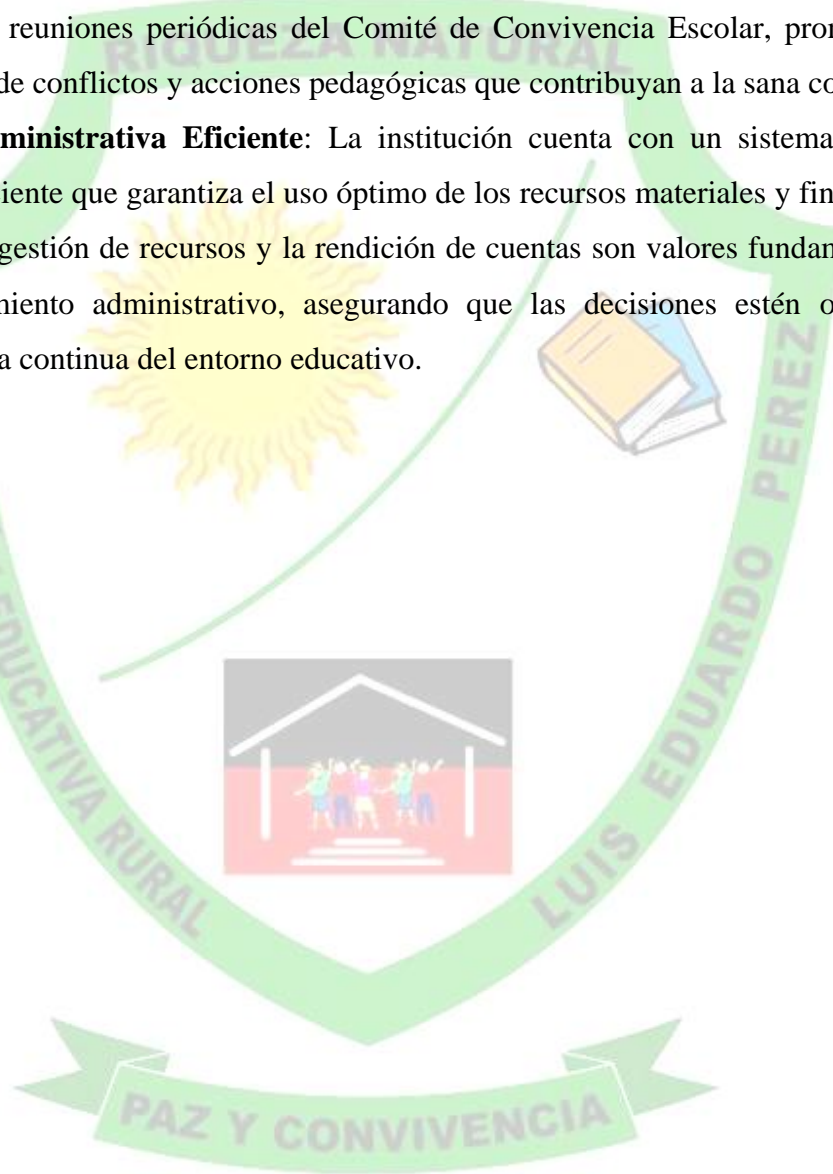 reuniones periódicas del Comité de Convivencia Escolar, pro
de conflictos y acciones pedagógicas que contribuyan a la sana
ministrativa Eficiente: La institución cuenta con un sistema
iente que garantiza el uso óptimo de los recursos materiales y fin
gestión de recursos y la rendición de cuentas son valores fundam
miento administrativo, asegurando que las decisiones estén o
a continua del entorno educativo.
RIQUEZA NATURAL
EDUCATIVA RURAL
LUIS EDUARDO PEREZ
PAZ Y CONVIVENCIA